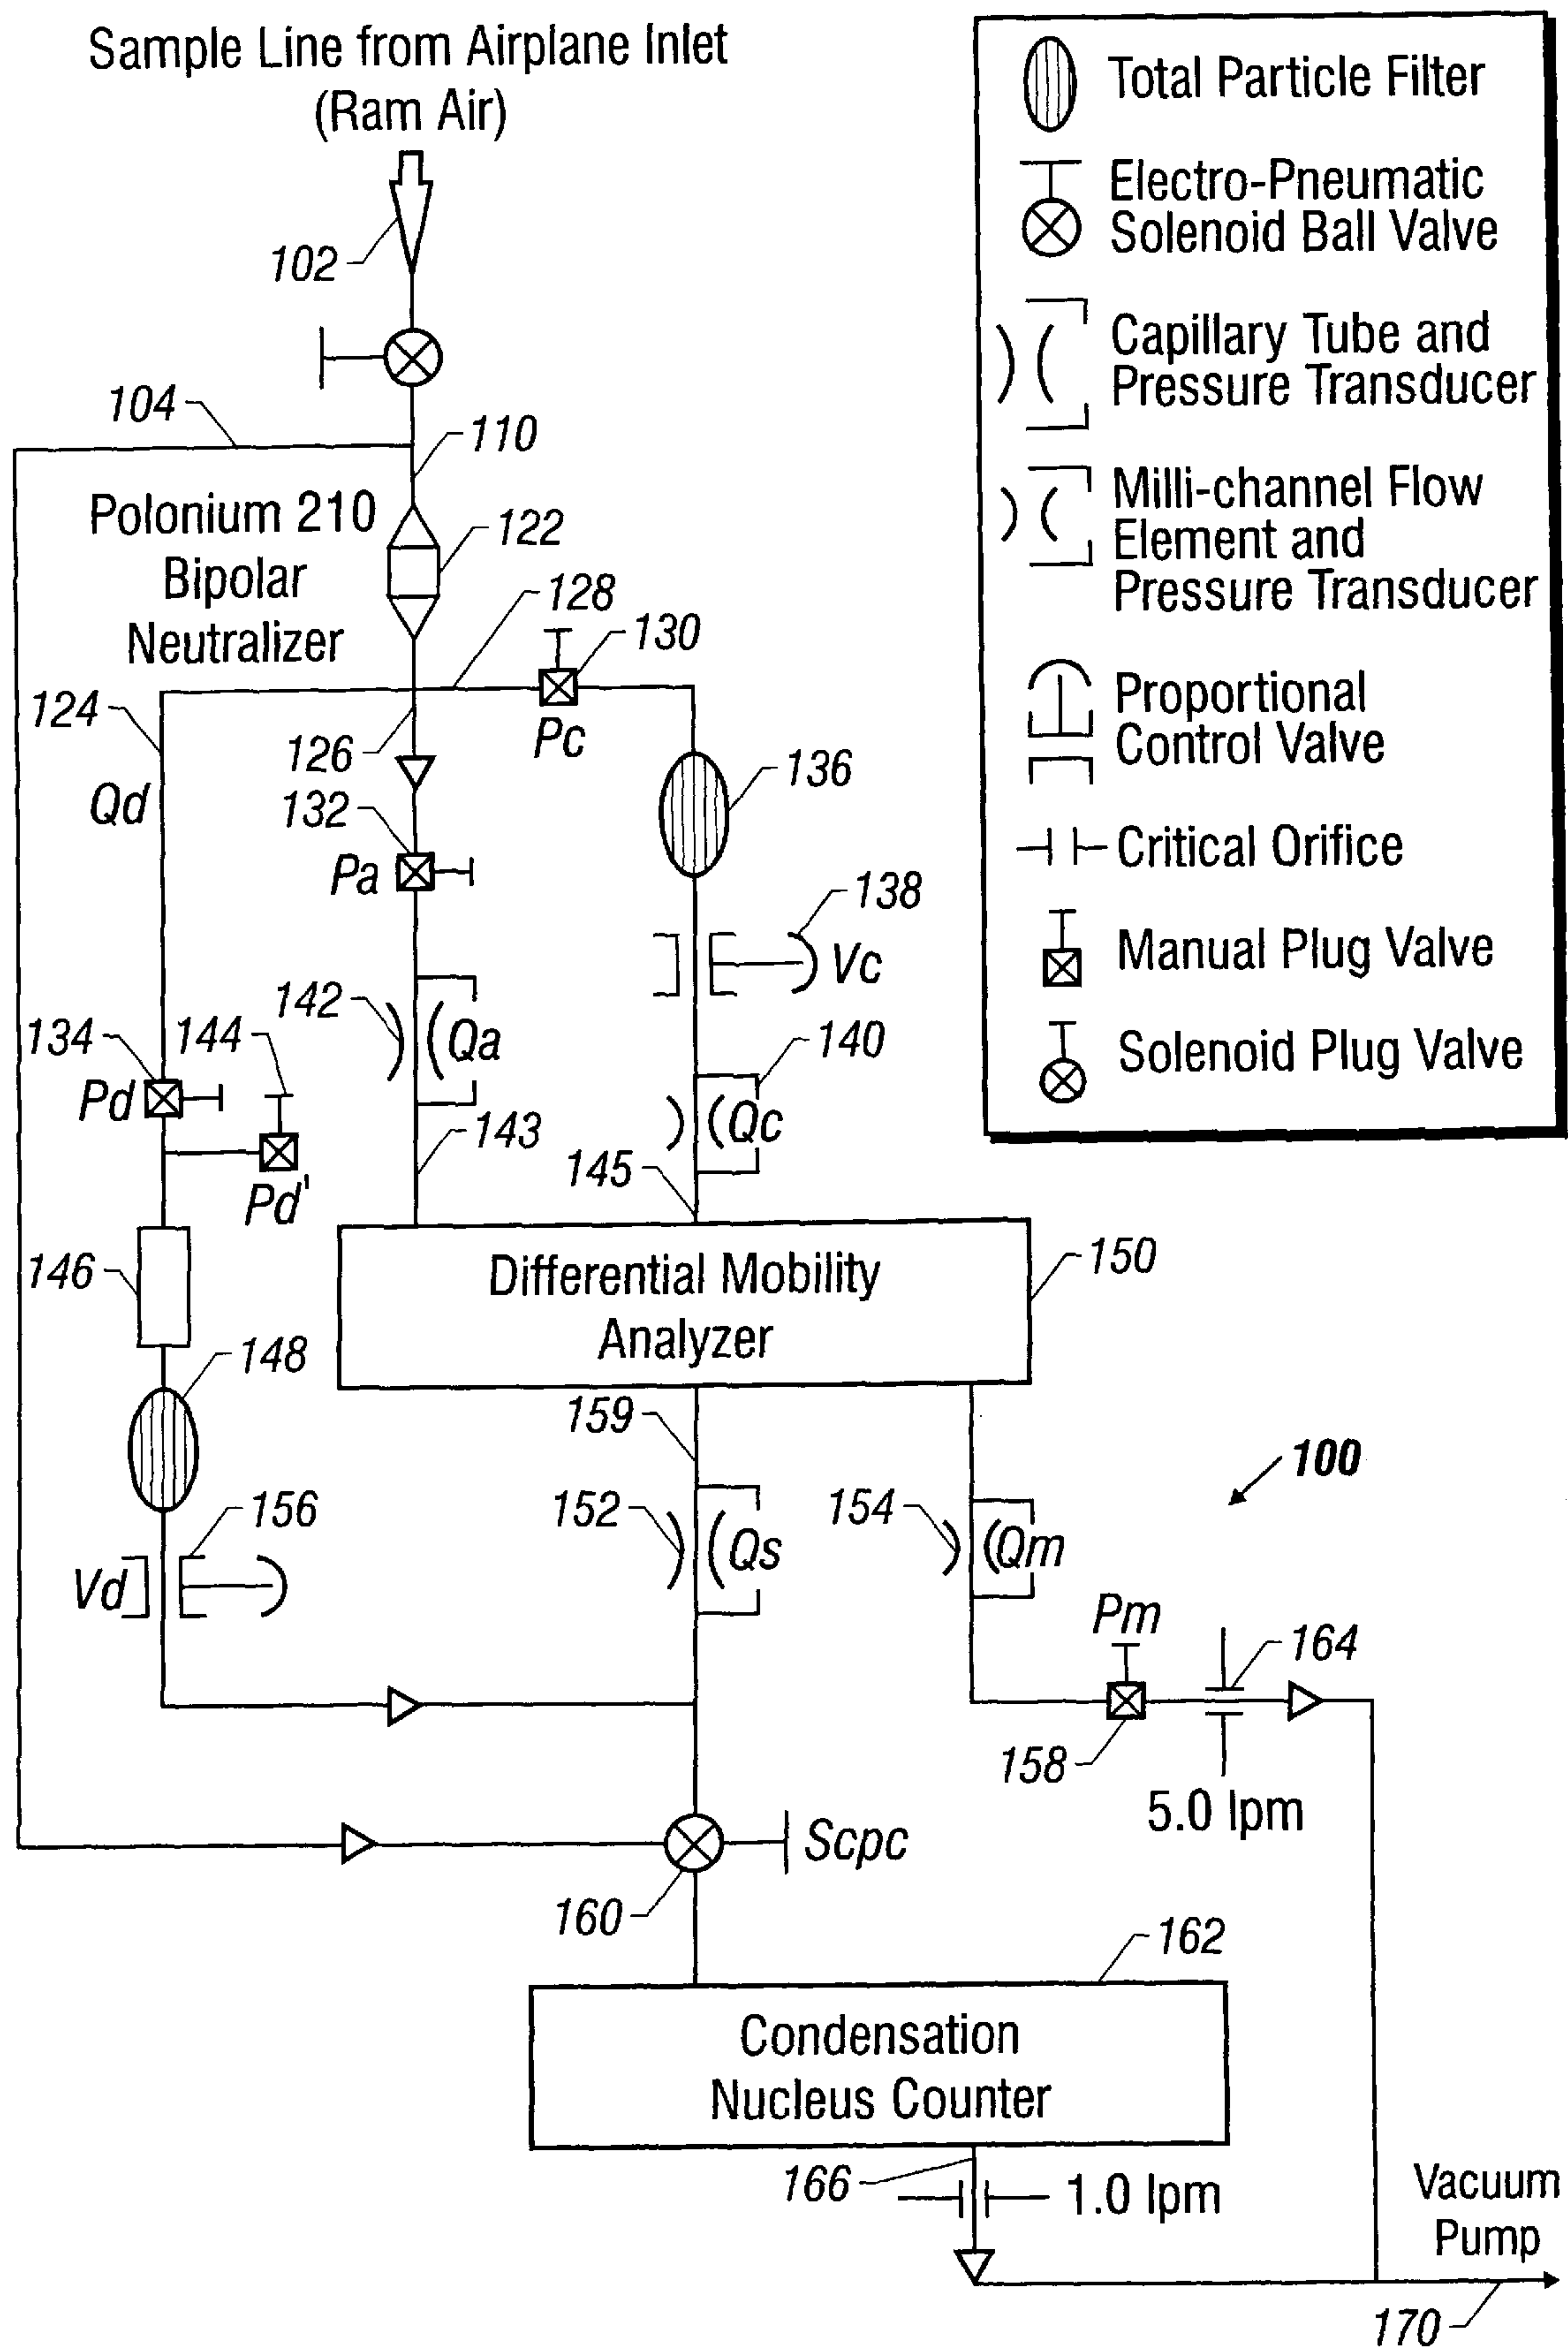 Sample Line from Airplane Inlet
(Ram Air)
102
104
110
Polonium 210
Bipolar
Neutralizer
122
128
130
Pc
124
126
Qd
132
Pa
136
138
Vc
142
Qa
134
144
Pd
Pd'
140
Qc
143
145
146
Differential Mobility
Analyzer
150
148
159
100
156
152
Qs
154
Qm
Vd
Pm
164
158
5.0 lpm
Scpc
160
162
Condensation
Nucleus Counter
166
1.0 lpm
Vacuum
Pump
170
Total Particle Filter
Electro-Pneumatic
Solenoid Ball Valve
Capillary Tube and
Pressure Transducer
Milli-channel Flow
Element and
Pressure Transducer
Proportional
Control Valve
Critical Orifice
Manual Plug Valve
Solenoid Plug Valve